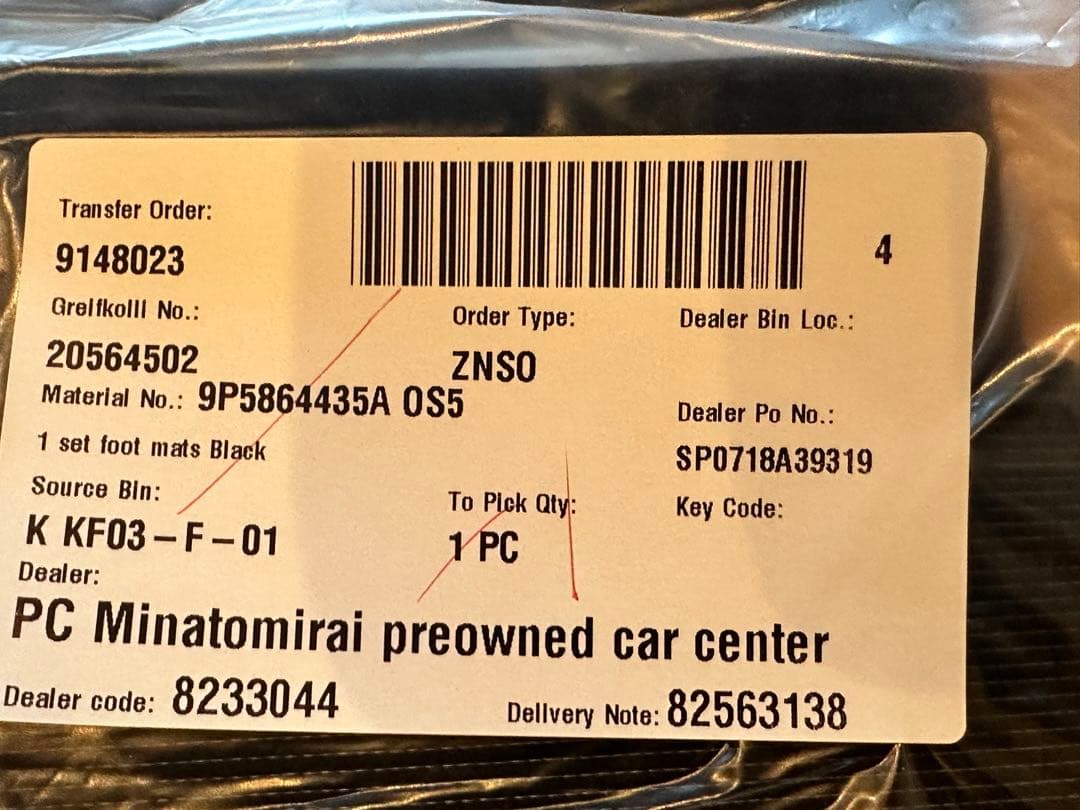 Transfer Order:
9148023
4
Greifkolli No.:
Order Type:
Dealer Bin Loc.:
20564502
ZNSO
Material No.: 9P5864435A OS5
Dealer Po No.:
1 set foot mats Black
SP0718A39319
Source Bin:
To Pick Qty:
Key Code:
K KF03-F-01
1 PC
Dealer:
PC Minatomirai preowned car center
Dealer code: 8233044
Delivery Note: 82563138